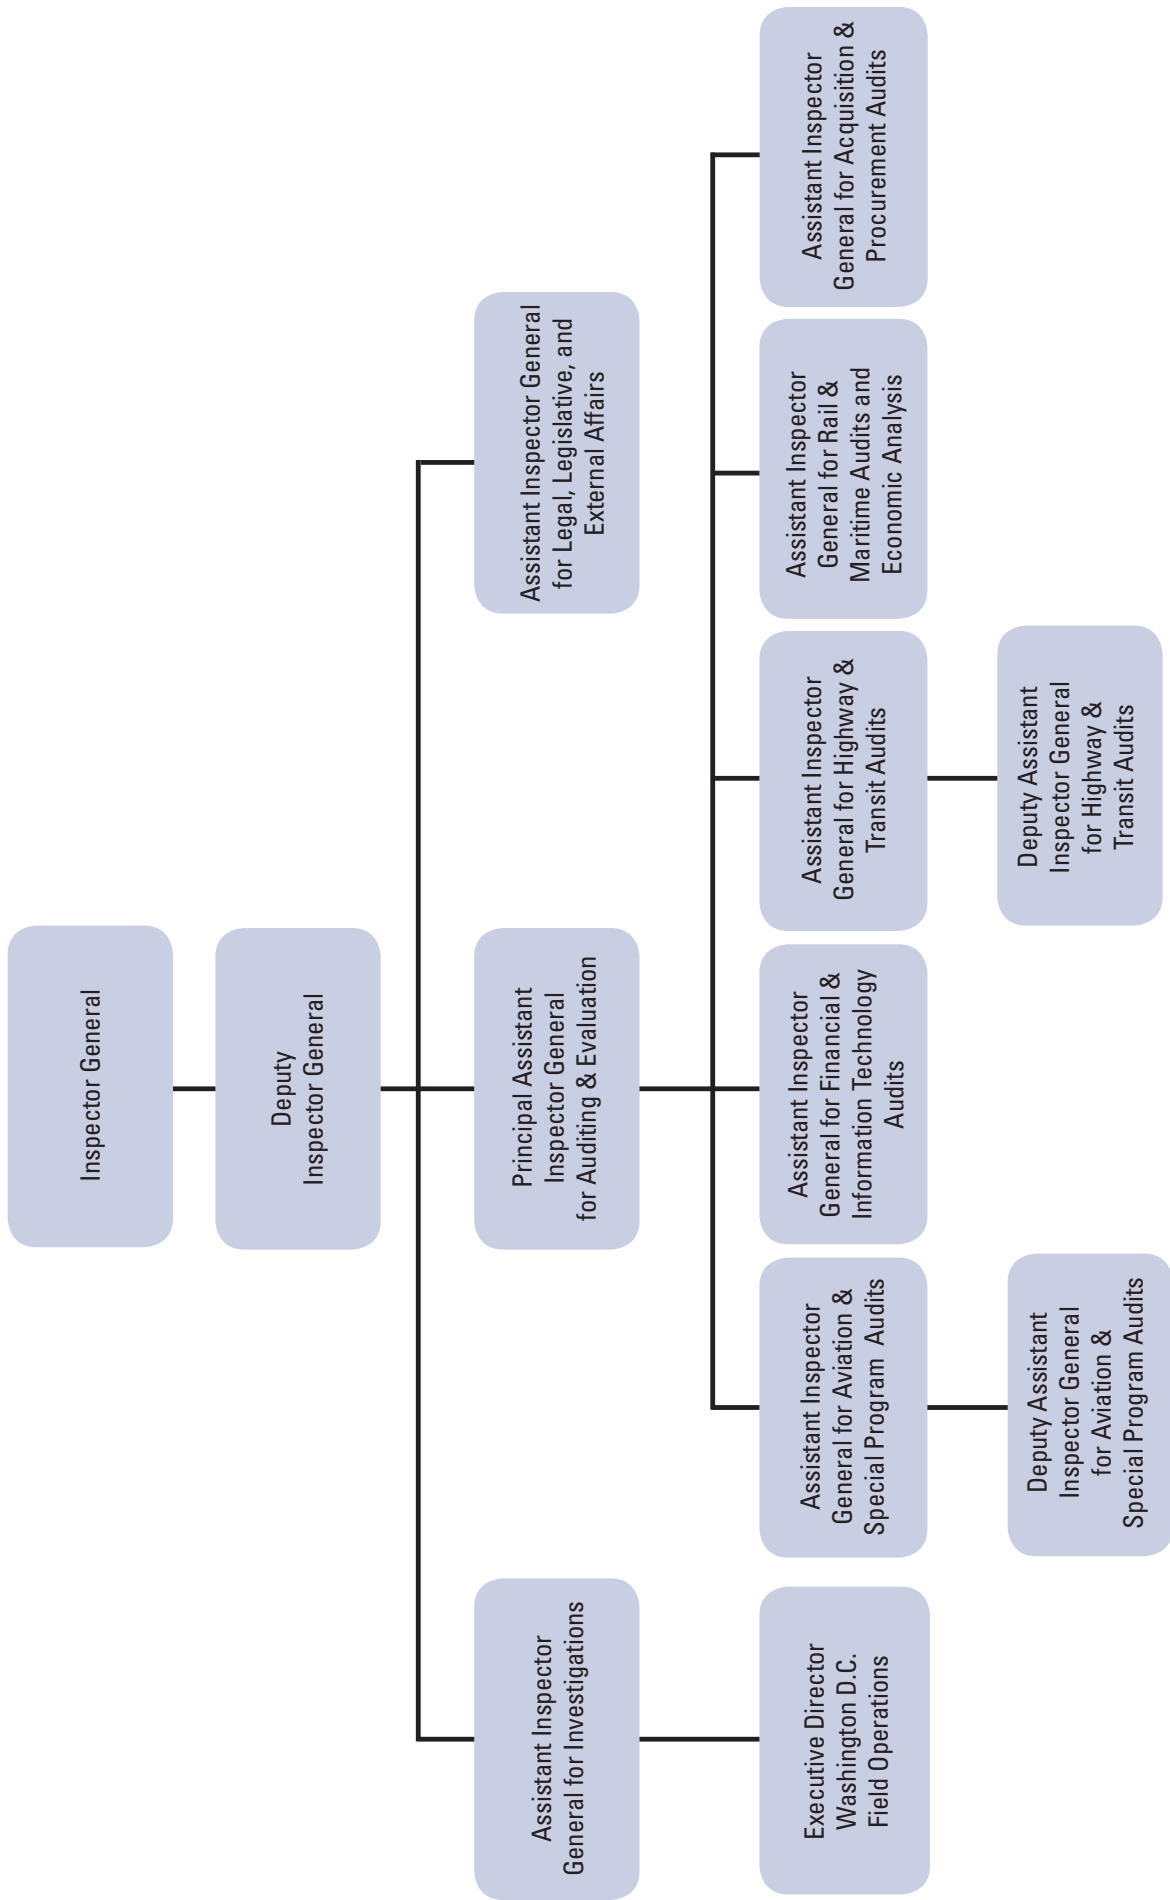 Inspector General
Deputy
Inspector General
Assistant Inspector
General for Investigations
Principal Assistant
Inspector General
for Auditing & Evaluation
Assistant Inspector General
for Legal, Legislative, and
External Affairs
Executive Director
Washington D.C.
Field Operations
Assistant Inspector
General for Aviation &
Special Program Audits
Assistant Inspector
General for Financial &
Information Technology
Audits
Assistant Inspector
General for Highway &
Transit Audits
Assistant Inspector
General for Rail &
Maritime Audits and
Economic Analysis
Assistant Inspector
General for Acquisition &
Procurement Audits
Deputy Assistant
Inspector General
for Aviation &
Special Program Audits
Deputy Assistant
Inspector General
for Highway &
Transit Audits